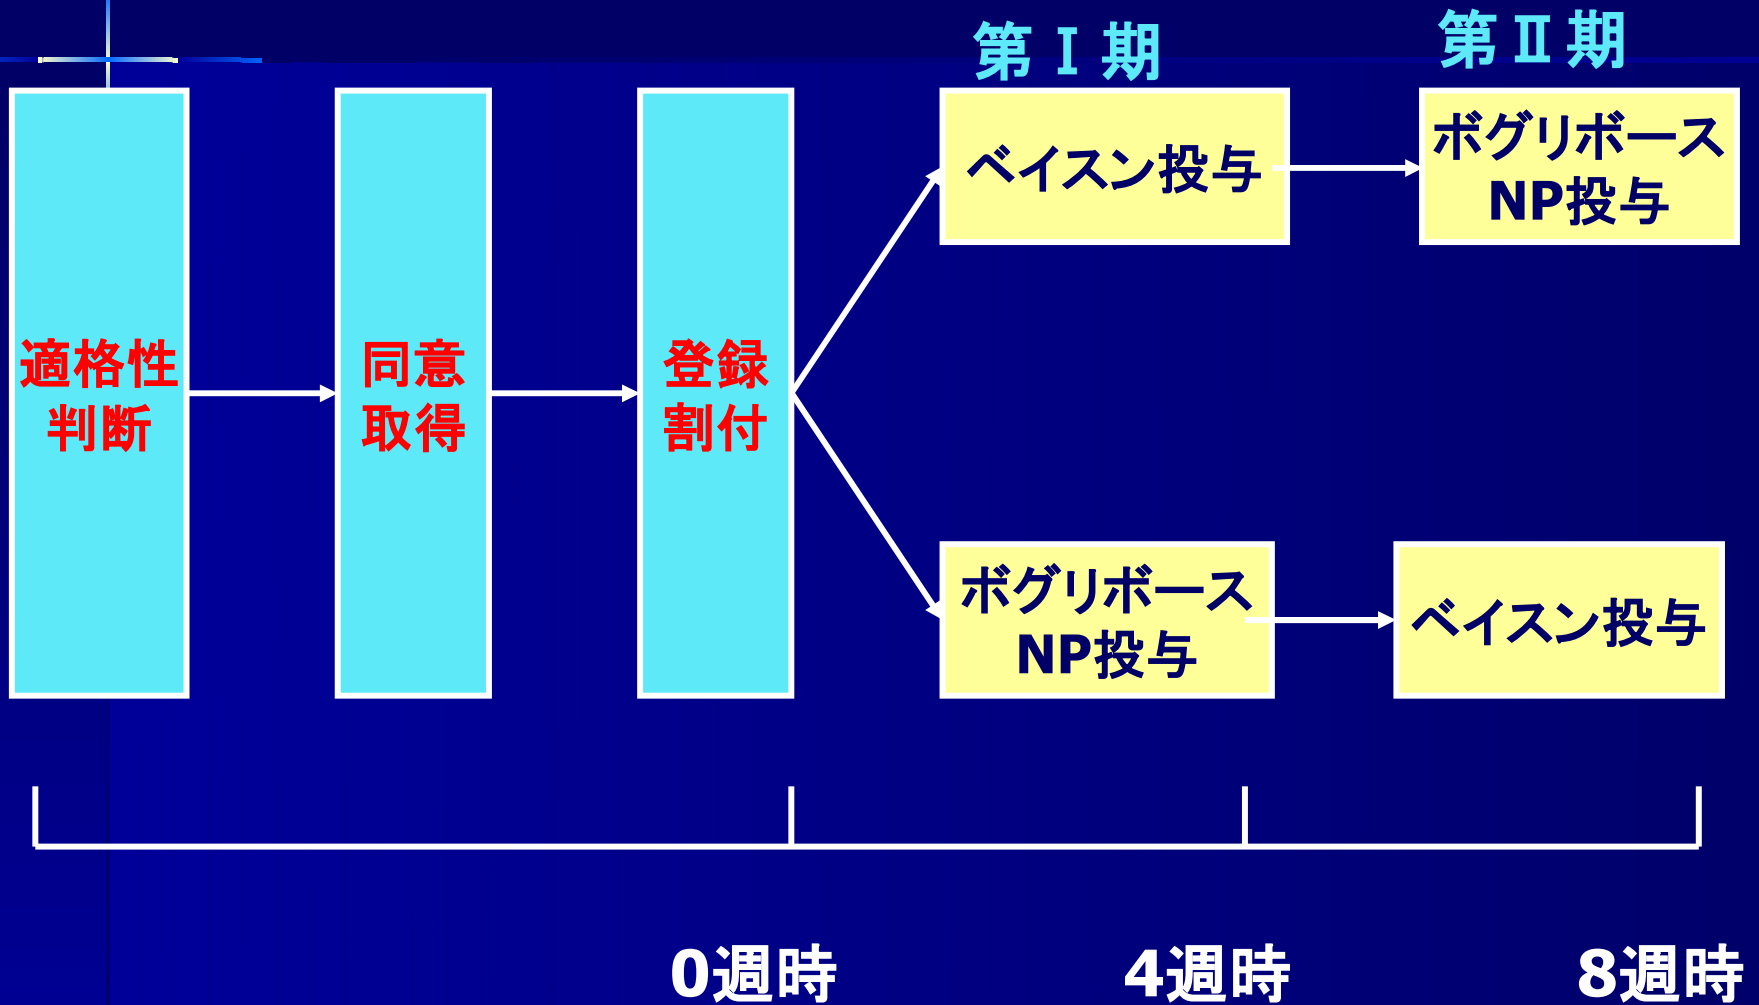 第Ⅰ期
第Ⅱ期
適格性
判断
同意
取得
登録
割付
ベイスン投与
ボグリボース
NP投与
ボグリボース
NP投与
ベイスン投与
0週時
4週時
8週時